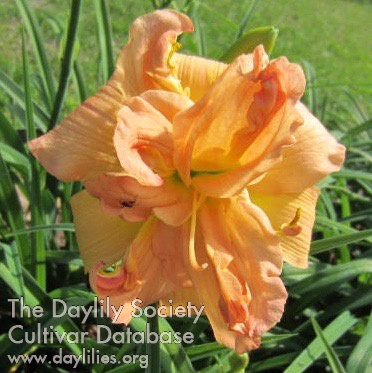 The Daylily Society
Cultivar Database
www.daylilies.org